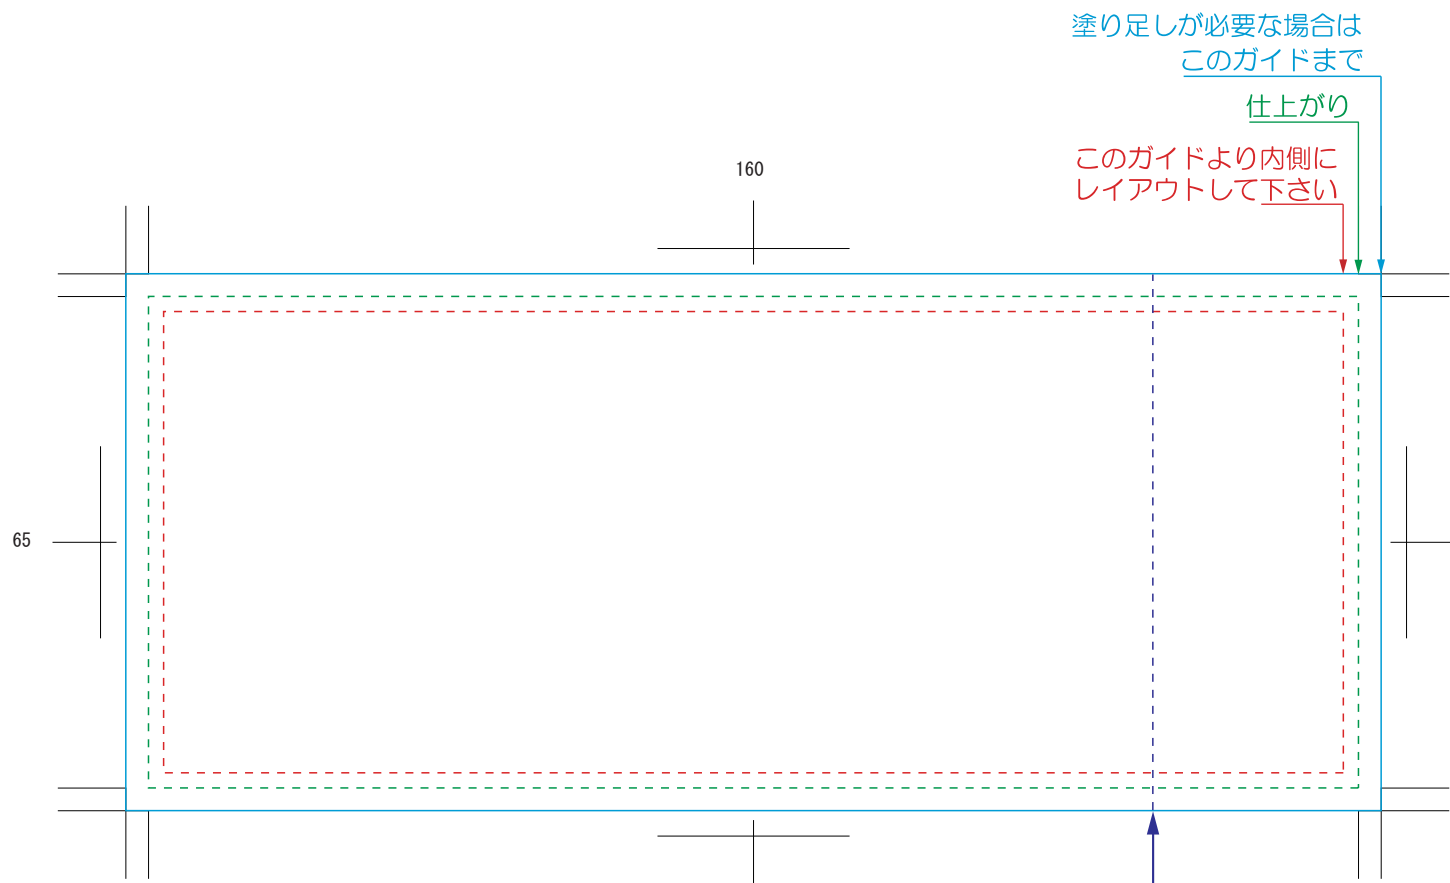 塗り足しが必要な場合は
このガイドまで
仕上がり
このガイドより内側に
レイアウトして下さい
160
65